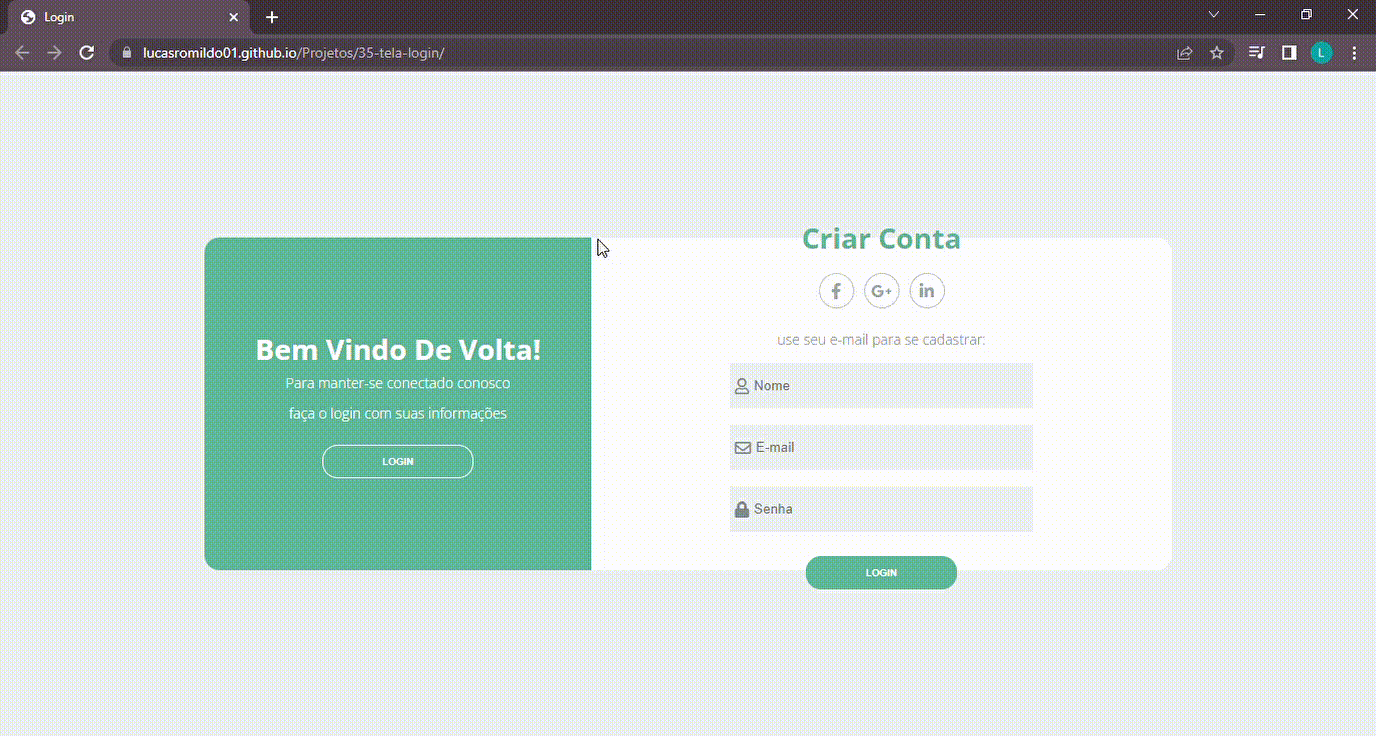 Login
lucasromildo01.github.io/Projetos/35-tela-login/
L
Bem Vindo De Volta!
Para manter-se conectado conosco
faça o login com suas informações
LOGIN
Criar Conta
f
G+
in
use seu e-mail para se cadastrar:
Nome
E-mail
Senha
LOGIN